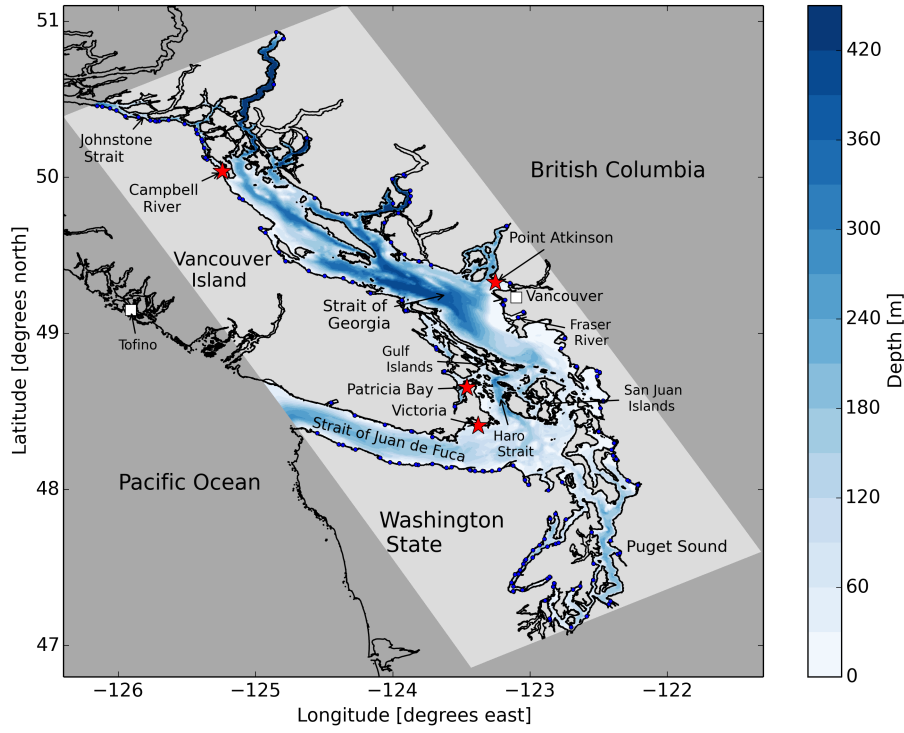 51
50
49
48
47
Latitude [degrees north]
−126
−125
−124
−123
−122
Longitude [degrees east]
Johnstone
Strait
Campbell
River
British Columbia
Point Atkinson
Vancouver
Island
Vancouver
Strait of
Georgia
Fraser
River
Tofino
Gulf
Islands
Patricia Bay
San Juan
Islands
Victoria
Strait of Juan de Fuca
Haro
Strait
Pacific Ocean
Washington
State
Puget Sound
420
360
300
240
180
120
60
0
Depth [m]